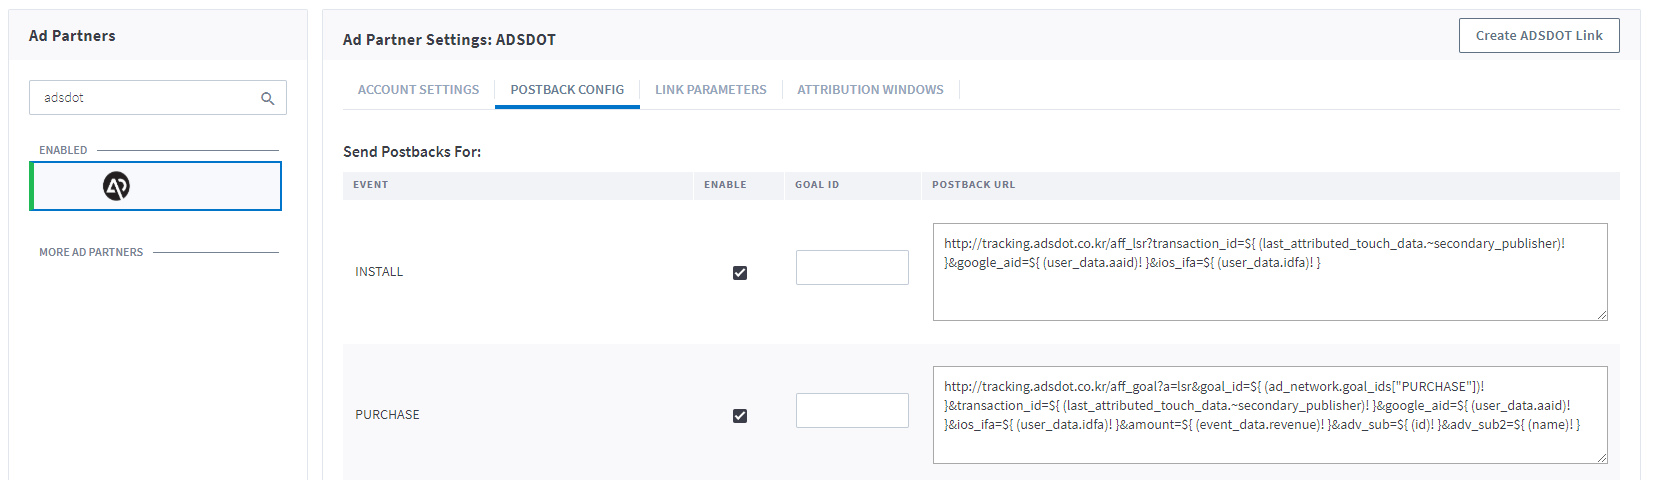 Ad Partners
adsdot
ENABLED
MORE AD PARTNERS
Ad Partner Settings: ADSDOT
Create ADSDOT Link
ACCOUNT SETTINGS
POSTBACK CONFIG
LINK PARAMETERS
ATTRIBUTION WINDOWS
Send Postbacks For:
EVENT
ENABLE
GOAL ID
POSTBACK URL
INSTALL
http://tracking.adsdot.co.kr/aff_lsr?transaction_id=${ (last_attributed_touch_data.~secondary_publisher)!
}&google_aid=${ (user_data.aaid)! }&ios_ifa=${ (user_data.idfa)! }
PURCHASE
http://tracking.adsdot.co.kr/aff_goal?a=lsr&goal_id=${ (ad_network.goal_ids["PURCHASE"])!
}&transaction_id=${ (last_attributed_touch_data.~secondary_publisher)! }&google_aid=${ (user_data.aaid)!
}&ios_ifa=${ (user_data.idfa)! }&amount=${ (event_data.revenue)! }&adv_sub=${ (id)! }&adv_sub2=${ (name)! }